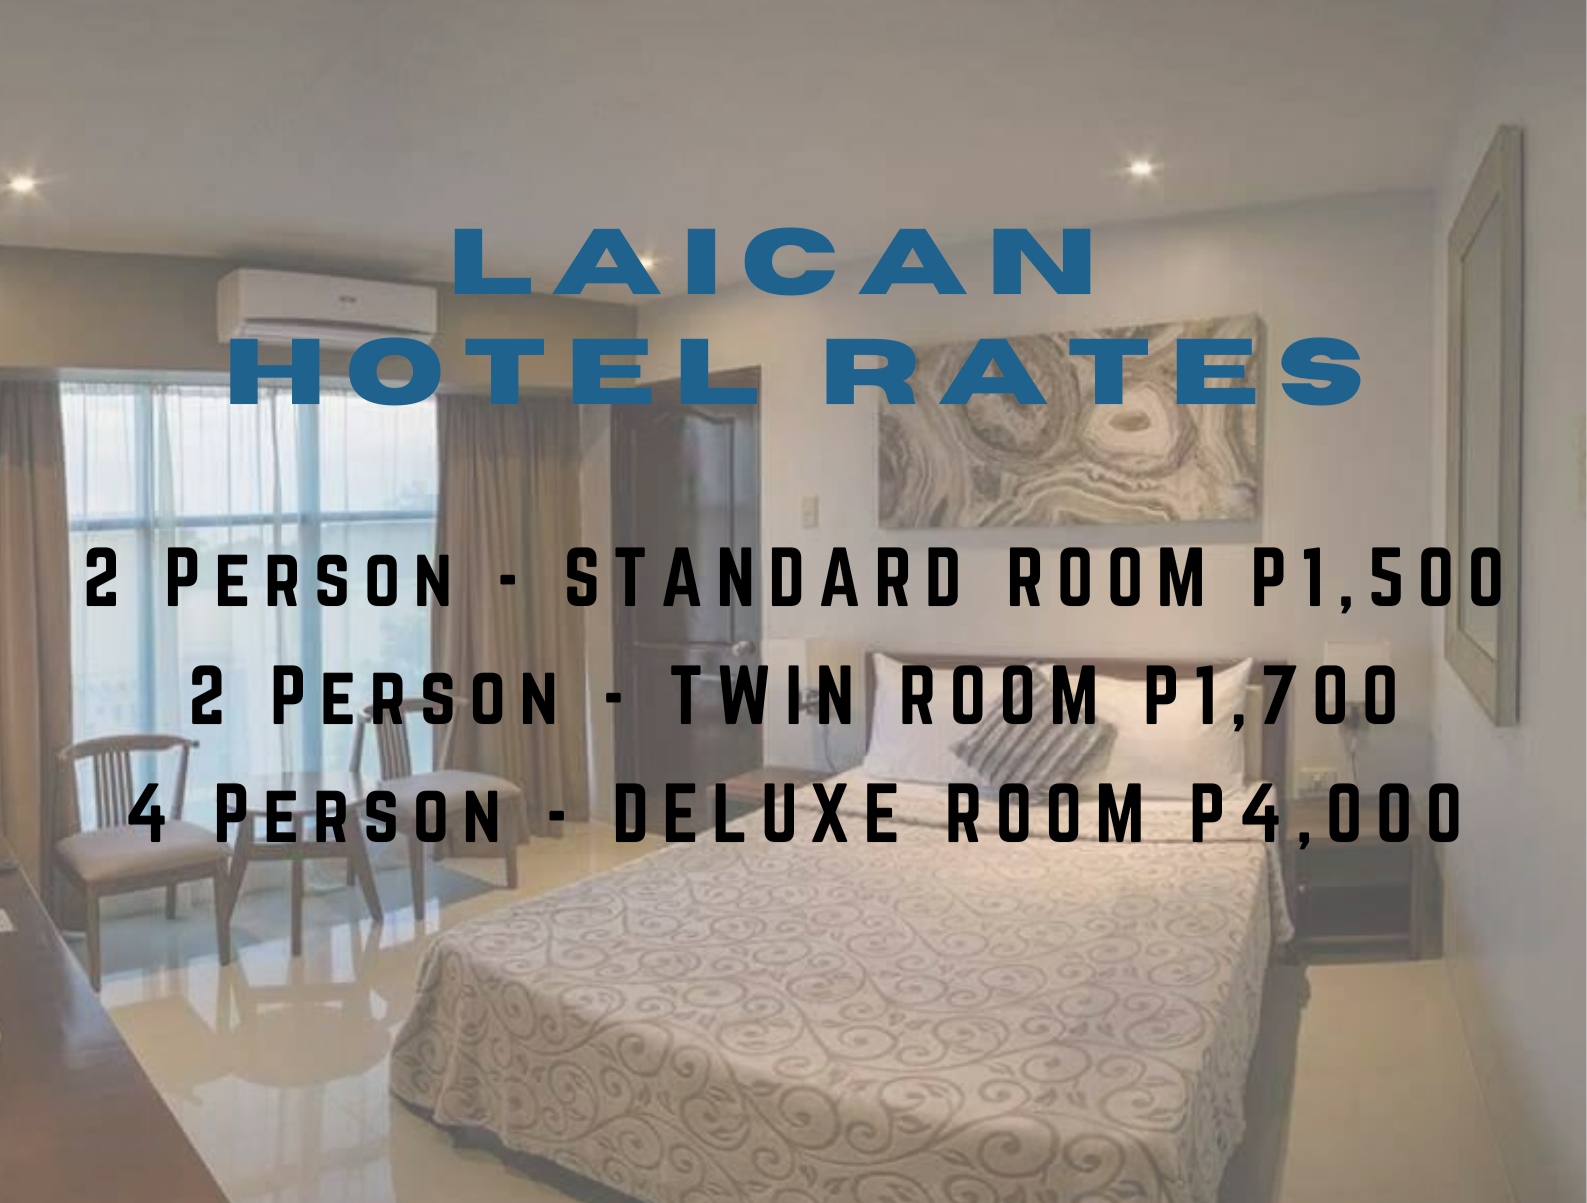 LAICAN
HOTEL RATES
2 PERSON - STANDARD ROOM P1,500
2 PERSON - TWIN ROOM P1,700
4 PERSON - DELUXE ROOM P4,000